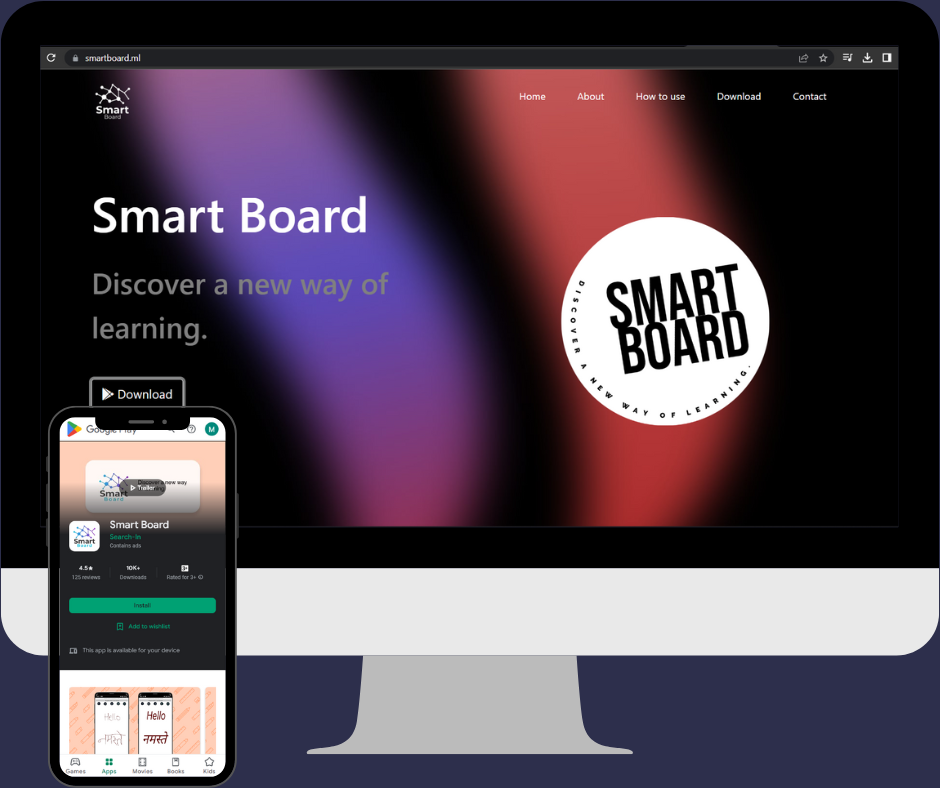 smartboard.ml
Smart
Board
Home About How to use Download Contact
Smart Board
Discover a new way of
learning.
Download
SMART
BOARD
DISCOVER A NEW WAY OF LEARNING.
Google Play
M
Smart
Board
Discover a new way
Trailer
Smart Board
Search-In
Contains ads
Smart
Board
4.5★ 10K+ 3+
125 reviews Downloads Rated for 3+
Install
Add to wishlist
This app is available for your device
Hello Hello
नमस्ते नमस्ते
Games Apps Movies Books Kids